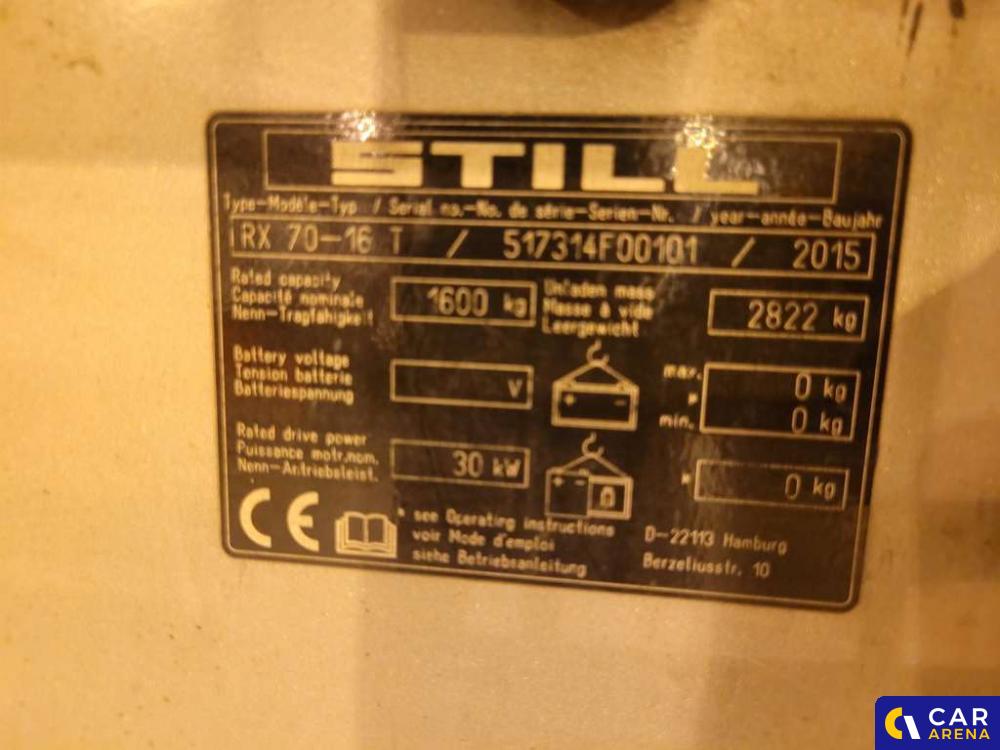 STILL
Type-Modèle-Typ / Serial no.-No. de série-Serien-Nr. / year-année-Baujahr
RX 70-16 T / 517314F00101 / 2015
Rated capacity
Capacité nominale
Nenn-Tragfähigkeit
1600 kg
Unladen mass
Masse à vide
Leergewicht
2822 kg
Battery voltage
Tension batterie
Batteriespannung
V
max.
0 kg
*
min.
0 kg
Rated drive power
Puissance motr.nom.
Nenn-Antriebsleist.
30 kW
*
0 kg
CE
* see Operating instructions
voir Mode d'emploi
siehe Betriebsanleitung
D-22113 Hamburg
Berzeliusstr. 10
CAR
ARENA